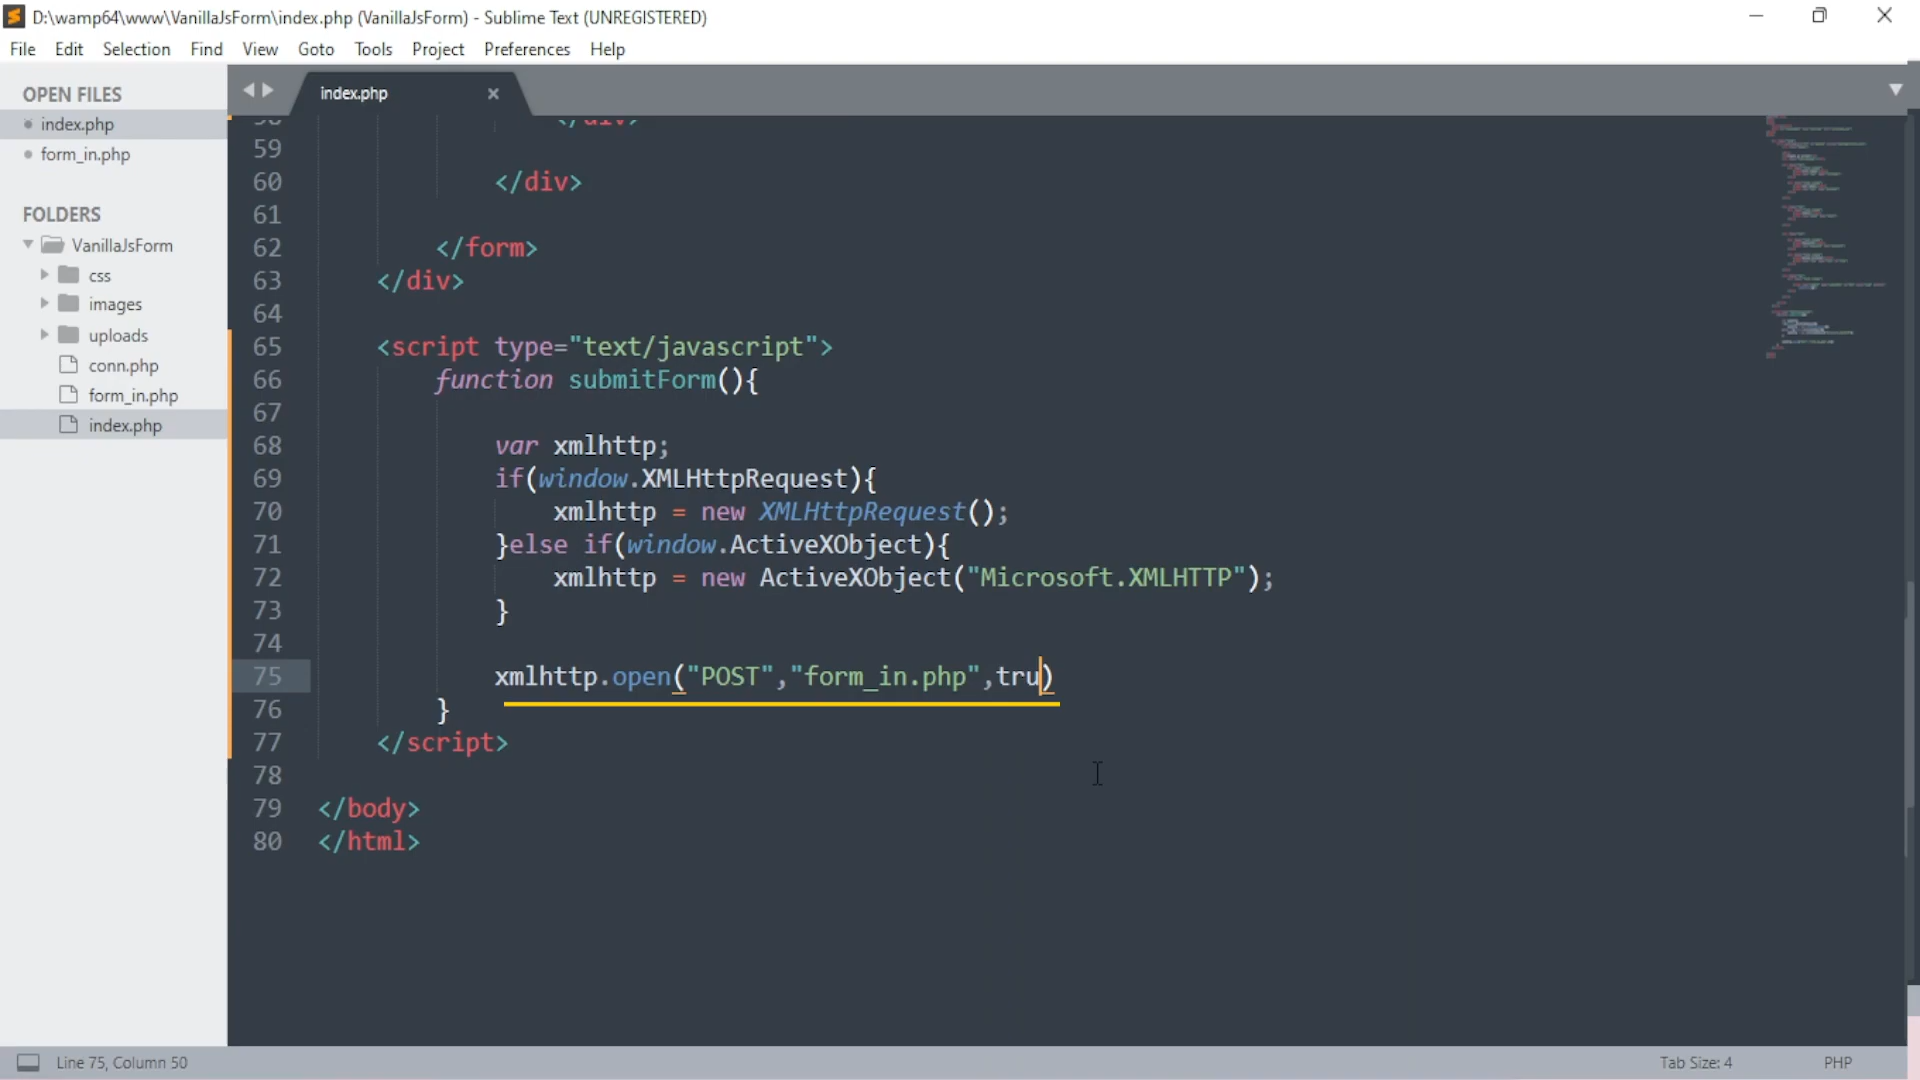 D:\wamp64\www\VanillaJsForm\index.php (VanillaJsForm) - Sublime Text (UNREGISTERED)
File Edit Selection Find View Goto Tools Project Preferences Help
OPEN FILES
index.php
form_in.php
FOLDERS
VanillaJsForm
css
images
uploads
conn.php
form_in.php
index.php
index.php
59
60 </div>
61
62 </form>
63 </div>
64
65 <script type="text/javascript">
66 function submitForm(){
67
68 var xmlhttp;
69 if(window.XMLHttpRequest){
70 xmlhttp = new XMLHttpRequest();
71 }else if(window.ActiveXObject){
72 xmlhttp = new ActiveXObject("Microsoft.XMLHTTP");
73 }
74
75 xmlhttp.open("POST","form_in.php",tru)
76 }
77 </script>
78
79 </body>
80 </html>
Line 75, Column 50
Tab Size: 4
PHP